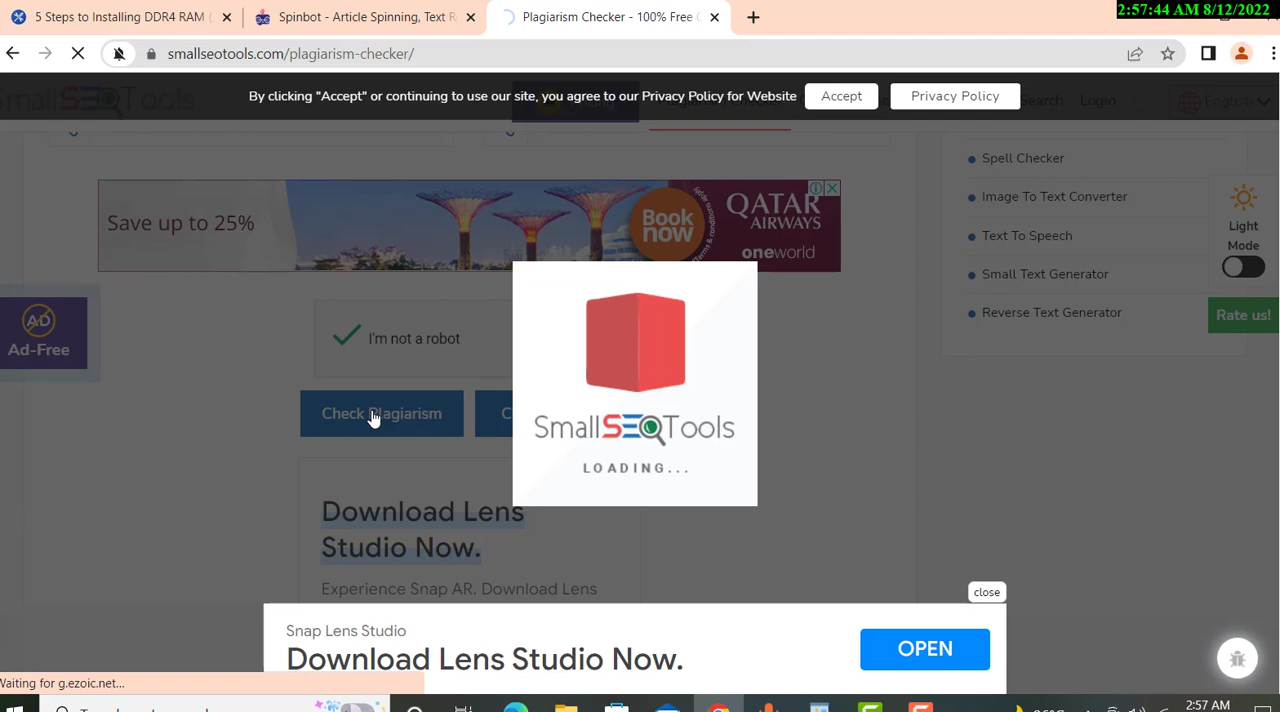 2:57:44 AM 8/12/2022
5 Steps to Installing DDR4 RAM (
Spinbot - Article Spinning, Text R
Plagiarism Checker - 100% Free
smallseotools.com/plagiarism-checker/
By clicking "Accept" or continuing to use our site, you agree to our Privacy Policy for Website
Accept
Privacy Policy
Search
Login
English
Spell Checker
Image To Text Converter
Text To Speech
Small Text Generator
Reverse Text Generator
Save up to 25%
Book now
QATAR
AIRWAYS
oneworld
Light
Mode
Rate us!
AD
Ad-Free
I'm not a robot
Check Plagiarism
C
SmallSEOTools
LOADING...
Download Lens
Studio Now.
Experience Snap AR. Download Lens
close
Snap Lens Studio
Download Lens Studio Now.
OPEN
Waiting for g.ezoic.net...
2:57 AM